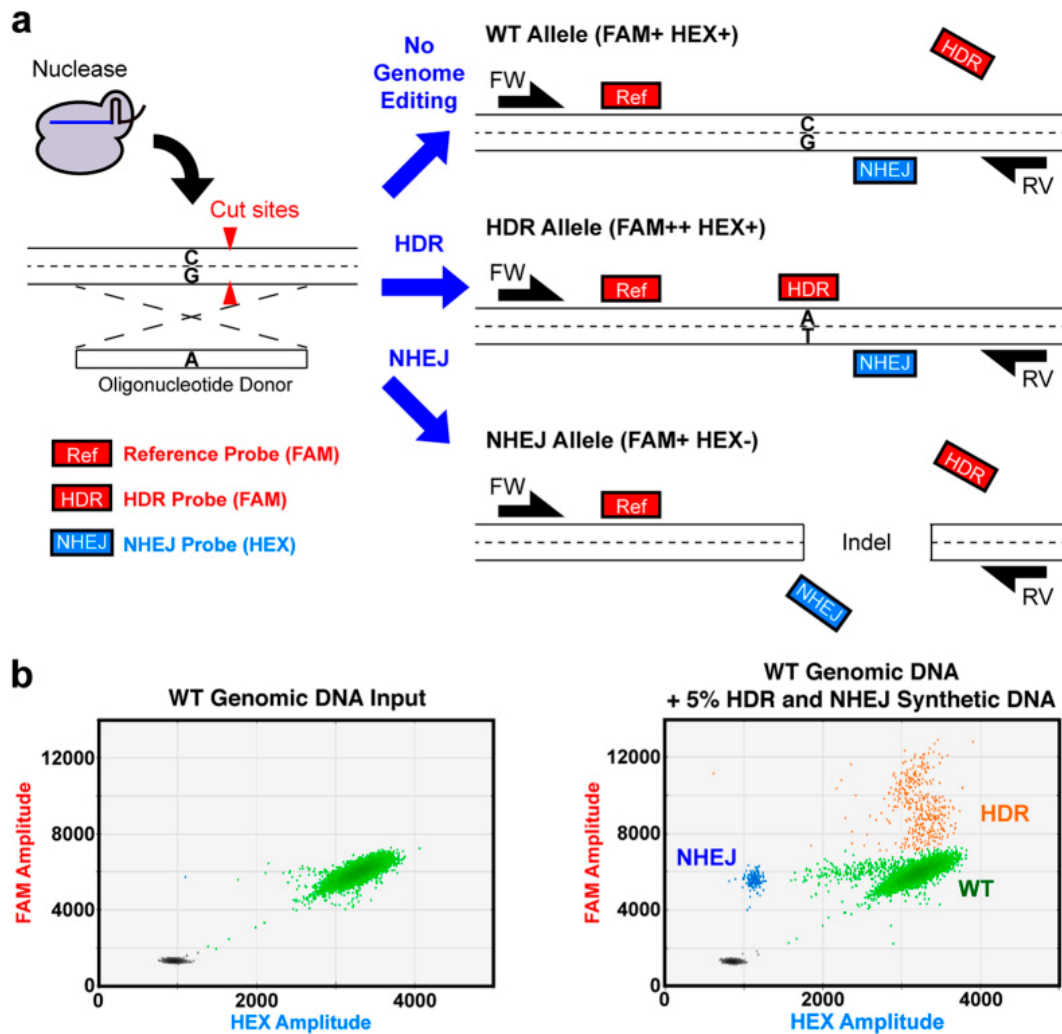 a
Nuclease
Cut sites
C
G
A
Oligonucleotide Donor
Ref Reference Probe (FAM)
HDR HDR Probe (FAM)
NHEJ NHEJ Probe (HEX)
No
Genome
Editing
HDR
NHEJ
WT Allele (FAM+ HEX+)
HDR
FW
Ref
C
G
NHEJ
RV
HDR Allele (FAM++ HEX+)
FW
Ref
HDR
A
T
NHEJ
RV
NHEJ Allele (FAM+ HEX-)
HDR
FW
Ref
Indel
NHEJ
RV
b
WT Genomic DNA Input
FAM Amplitude
12000
8000
4000
0
0 2000 4000
HEX Amplitude
WT Genomic DNA
+ 5% HDR and NHEJ Synthetic DNA
FAM Amplitude
12000
8000
4000
0
HDR
NHEJ
WT
0 2000 4000
HEX Amplitude